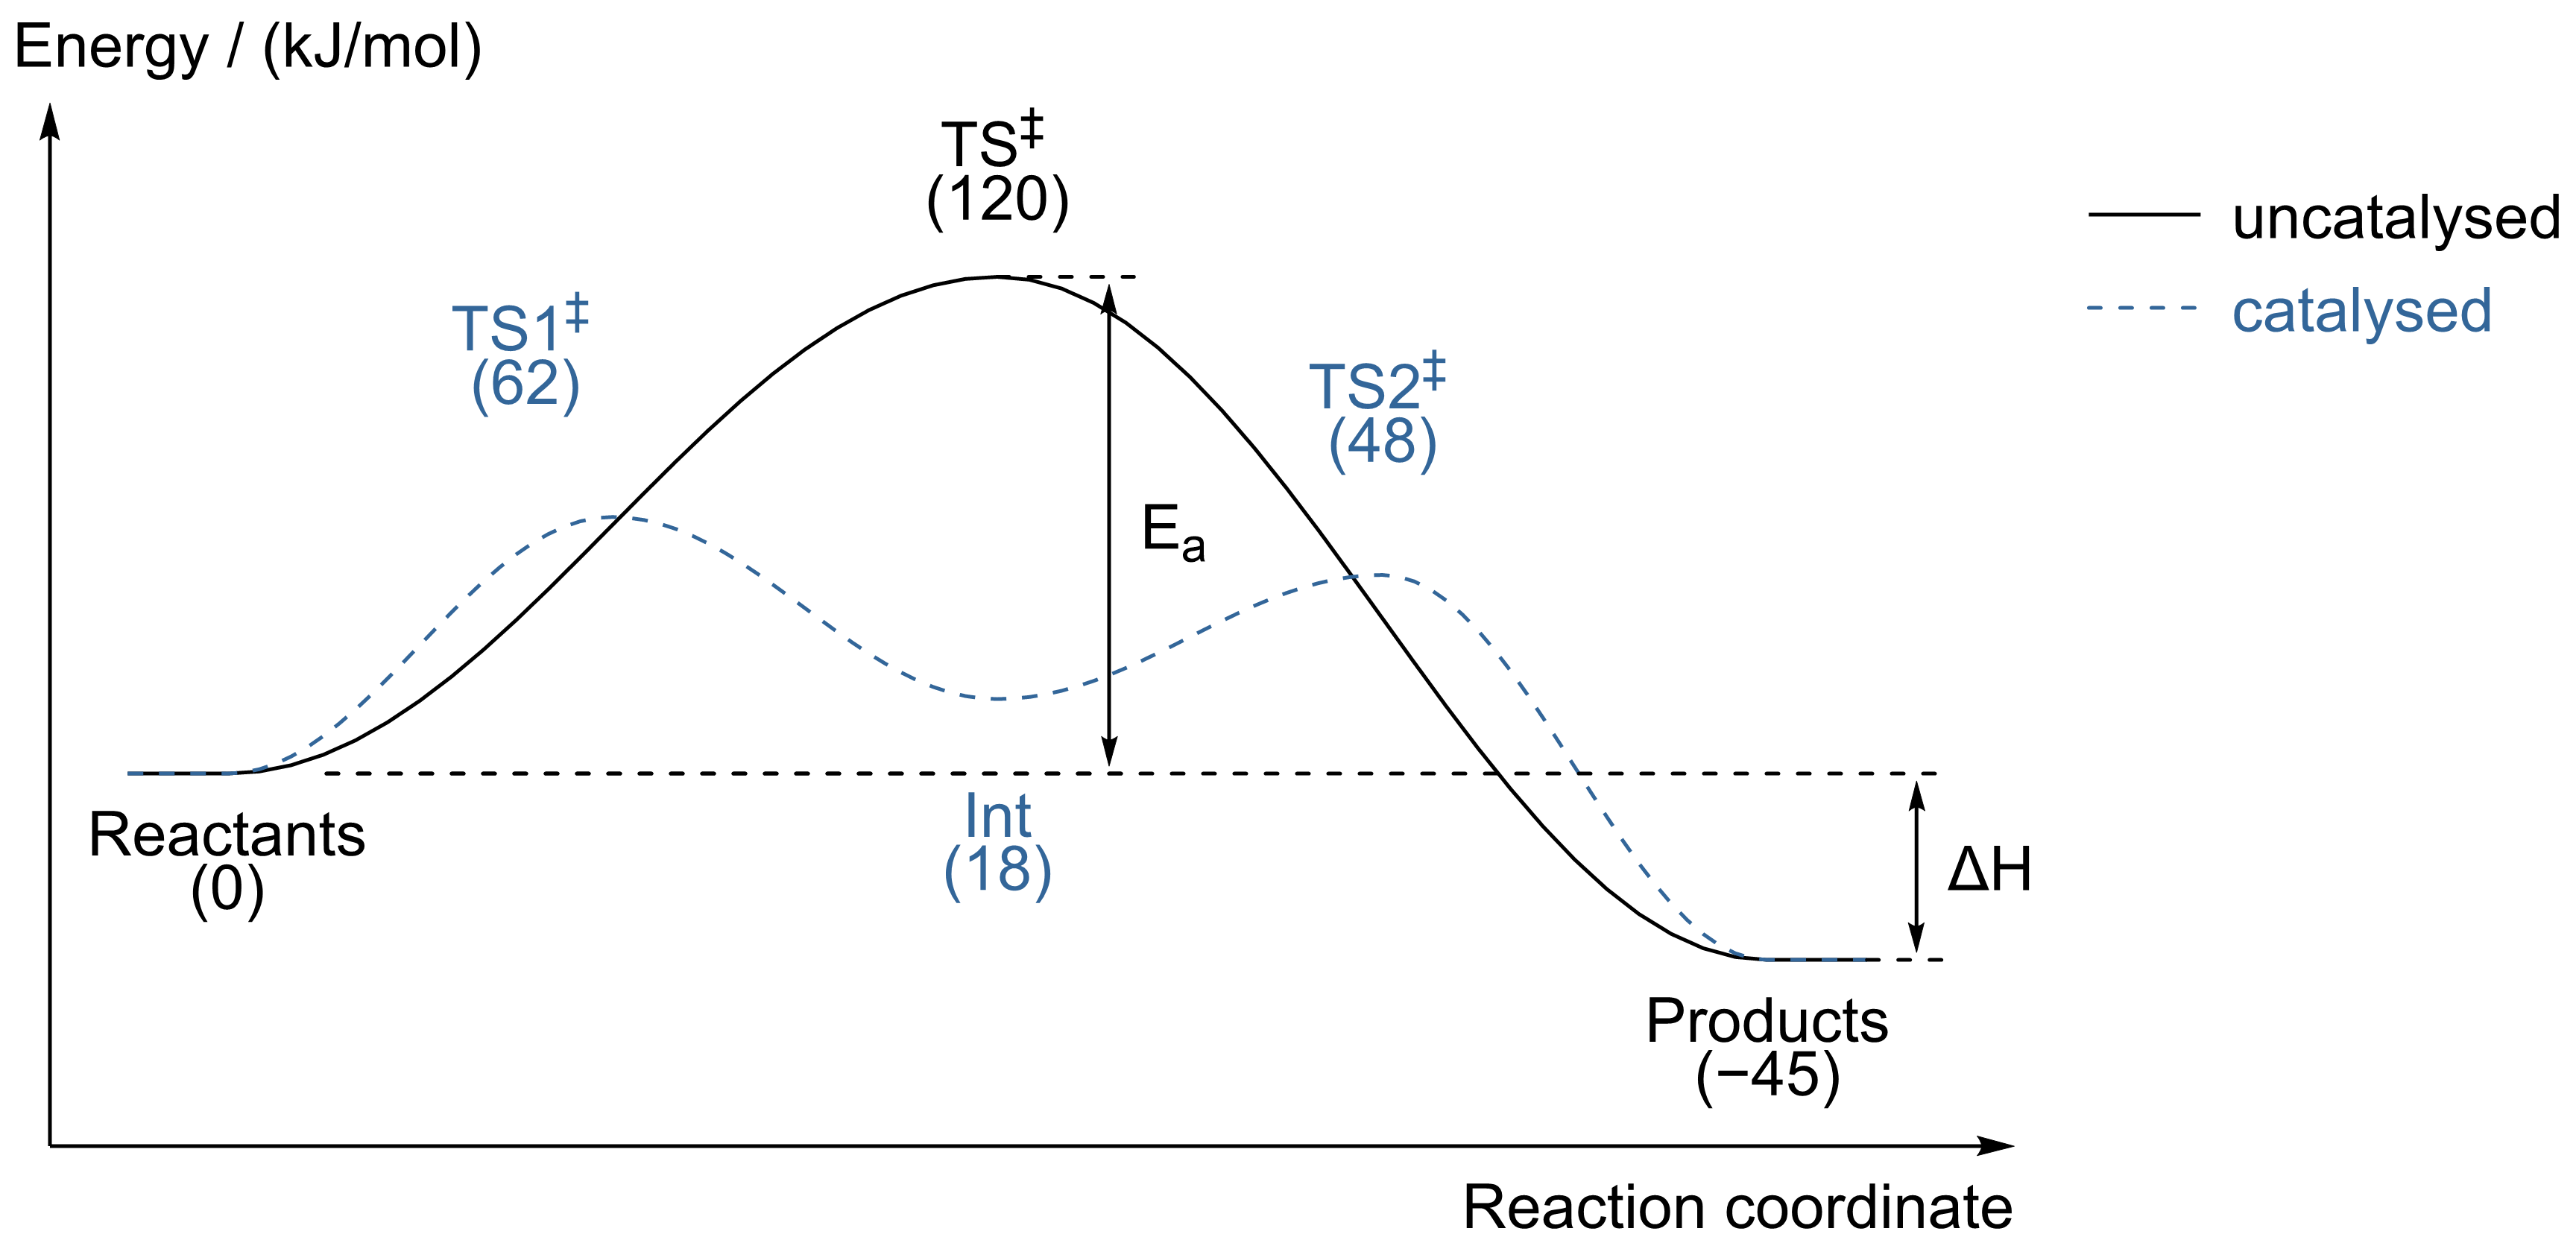 Energy / (kJ/mol)
TS‡
(120)
uncatalysed
catalysed
TS1‡
(62)
TS2‡
(48)
Eₐ
Reactants
(0)
Int
(18)
ΔH
Products
(−45)
Reaction coordinate